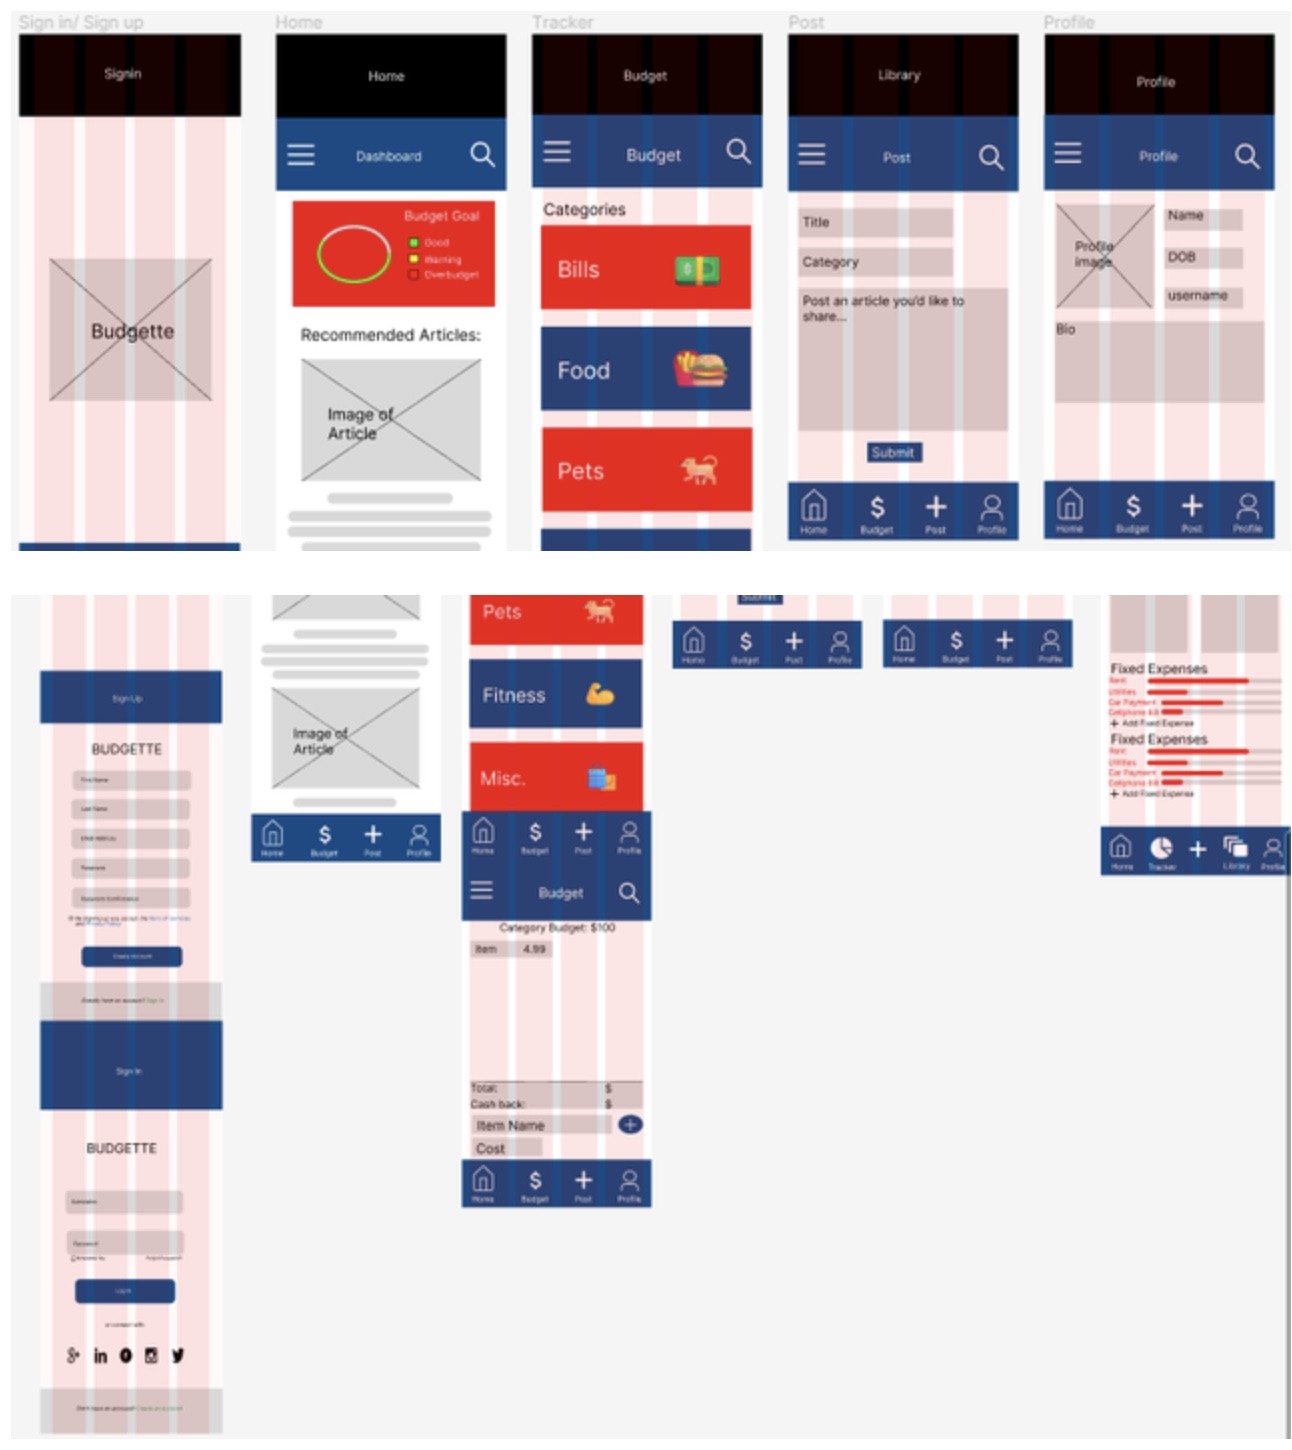 Sign in/ Sign up
Home
Tracker
Post
Profile
Signin
Home
Budget
Library
Profile
Dashboard
Budget
Post
Profile
Budget Goal
Good
Warning
Overbudget
Recommended Articles:
Image of
Article
Categories
Bills
Food
Pets
Title
Category
Post an article you'd like to
share...
Submit
Home
Budget
Post
Profile
Profile
image
Name
DOB
username
Bio
Home
Budget
Post
Profile
Budgette
Sign Up
BUDGETTE
First Name
Last Name
Email Address
Password
Password Confirmation
Create Account
Already have an account? Sign in
Sign In
BUDGETTE
Username
Password
Log In
or connect with
Don't have an account?
Image of
Article
Home
Budget
Post
Profile
Pets
Fitness
Misc.
Home
Budget
Post
Profile
Budget
Category Budget: $100
Item 4.99
Total: $
Cash back: $
Item Name
Cost
Home
Budget
Post
Profile
Submit
Home
Budget
Post
Profile
Home
Budget
Post
Profile
Fixed Expenses
Rent
Utilities
Car Payment
Cellphone Bill
+ Add Fixed Expense
Fixed Expenses
Rent
Utilities
Car Payment
Cellphone Bill
+ Add Fixed Expense
Home
Tracker
Library
Profile